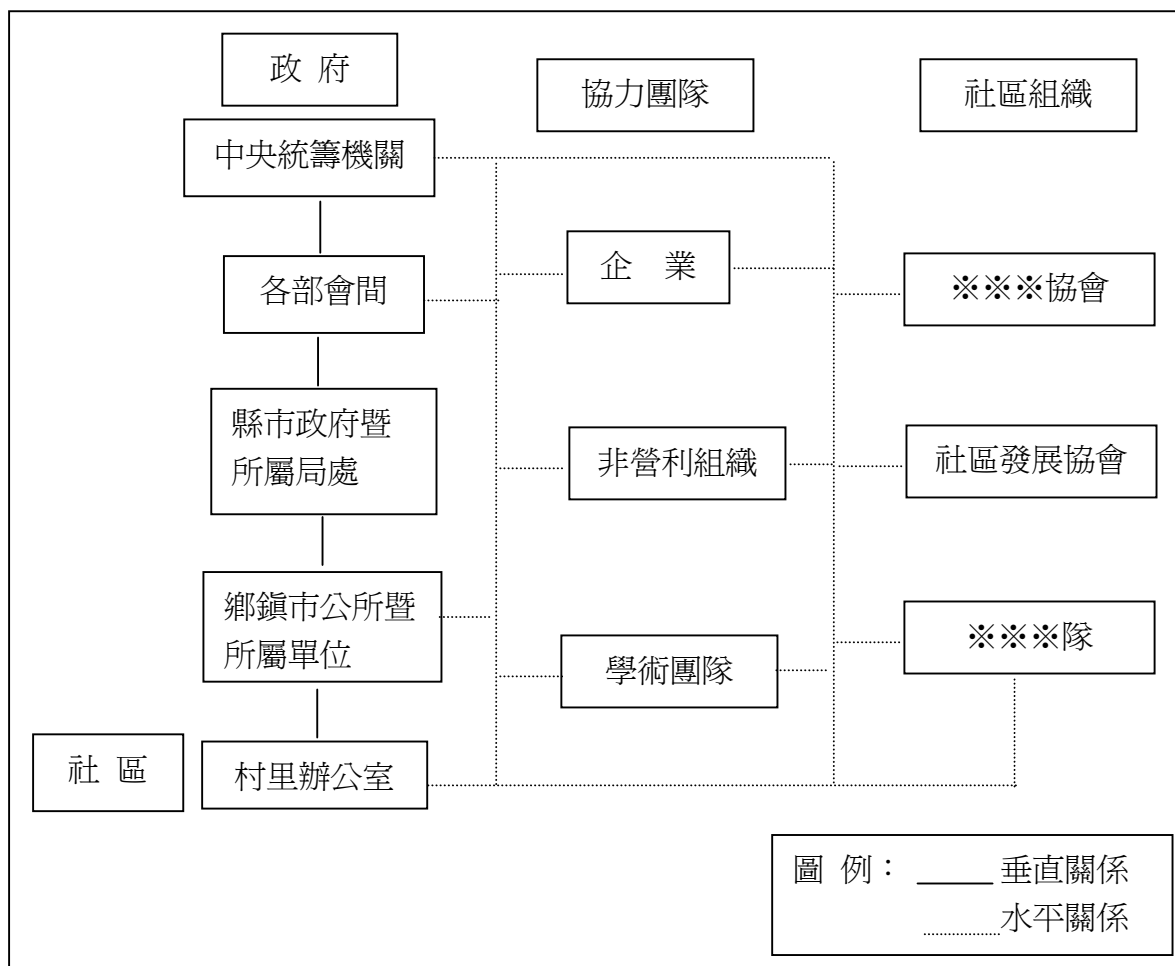 政 府
協力團隊
社區組織
中央統籌機關
企 業
各部會間
※※※協會
縣市政府暨
所屬局處
非營利組織
社區發展協會
鄉鎮市公所暨
所屬單位
學術團隊
※※※隊
社 區
村里辦公室
圖 例： 垂直關係
水平關係